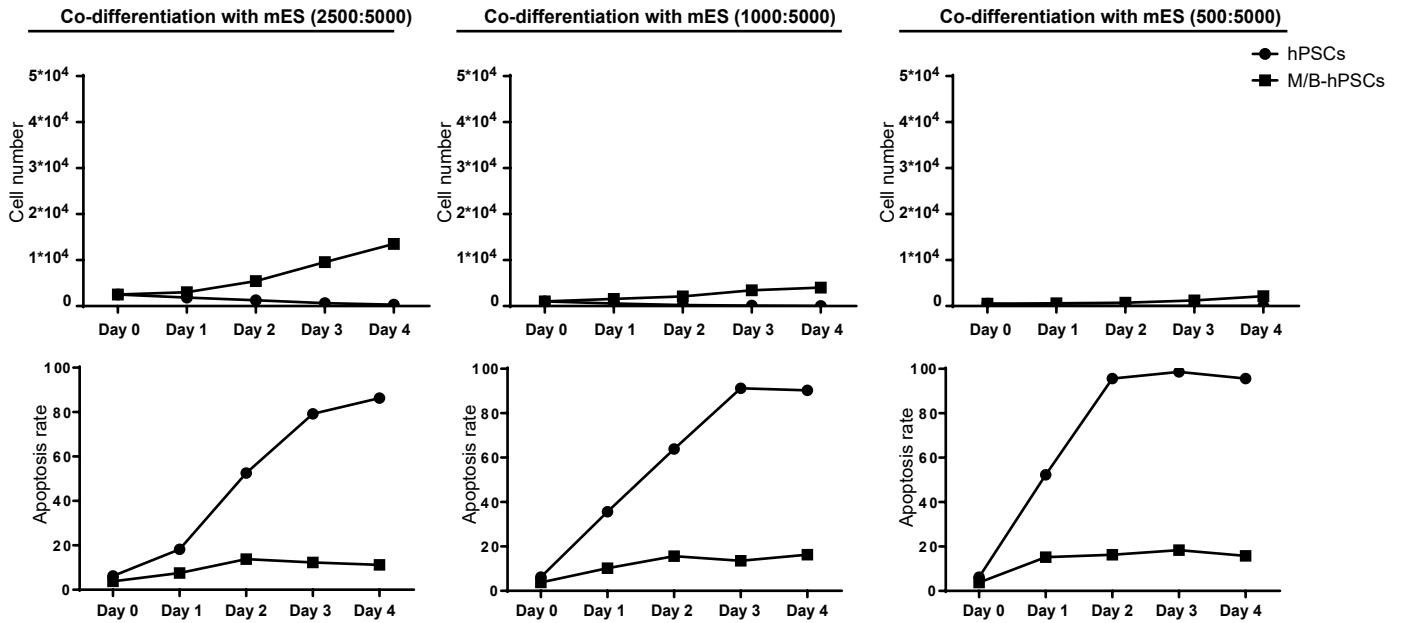 Co-differentiation with mES (2500:5000)
Co-differentiation with mES (1000:5000)
Co-differentiation with mES (500:5000)
hPSCs
M/B-hPSCs
Cell number
5*10⁴
4*10⁴
3*10⁴
2*10⁴
1*10⁴
0
Day 0 Day 1 Day 2 Day 3 Day 4
Cell number
5*10⁴
4*10⁴
3*10⁴
2*10⁴
1*10⁴
0
Day 0 Day 1 Day 2 Day 3 Day 4
Cell number
5*10⁴
4*10⁴
3*10⁴
2*10⁴
1*10⁴
0
Day 0 Day 1 Day 2 Day 3 Day 4
Apoptosis rate
100
80
60
40
20
0
Day 0 Day 1 Day 2 Day 3 Day 4
Apoptosis rate
100
80
60
40
20
0
Day 0 Day 1 Day 2 Day 3 Day 4
Apoptosis rate
100
80
60
40
20
0
Day 0 Day 1 Day 2 Day 3 Day 4